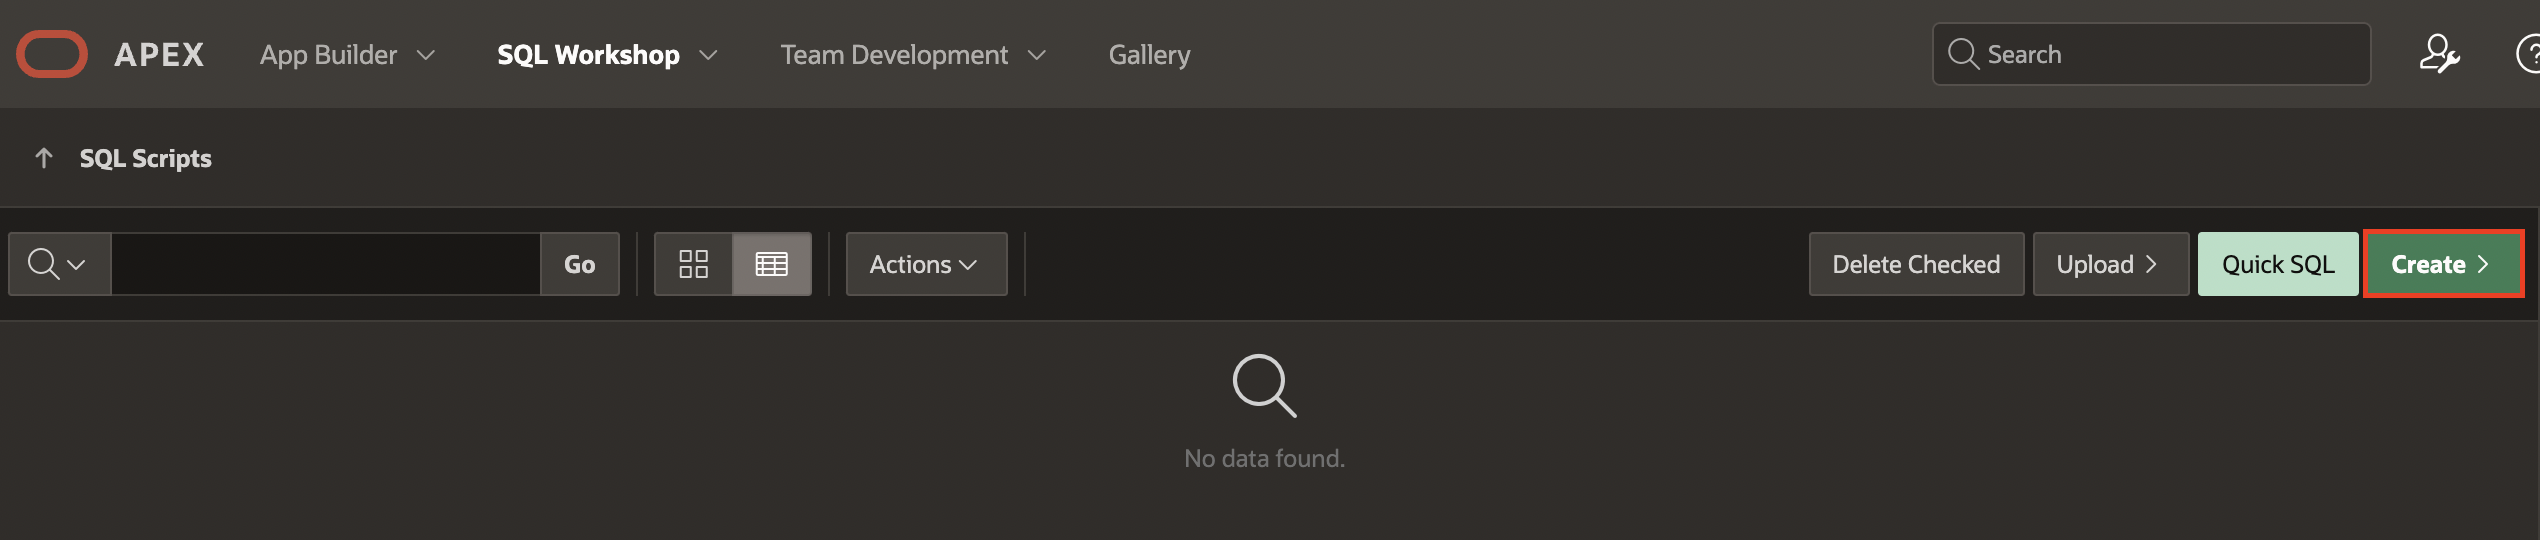 APEX App Builder SQL Workshop Team Development Gallery Search
SQL Scripts
Go Actions Delete Checked Upload Quick SQL Create
No data found.